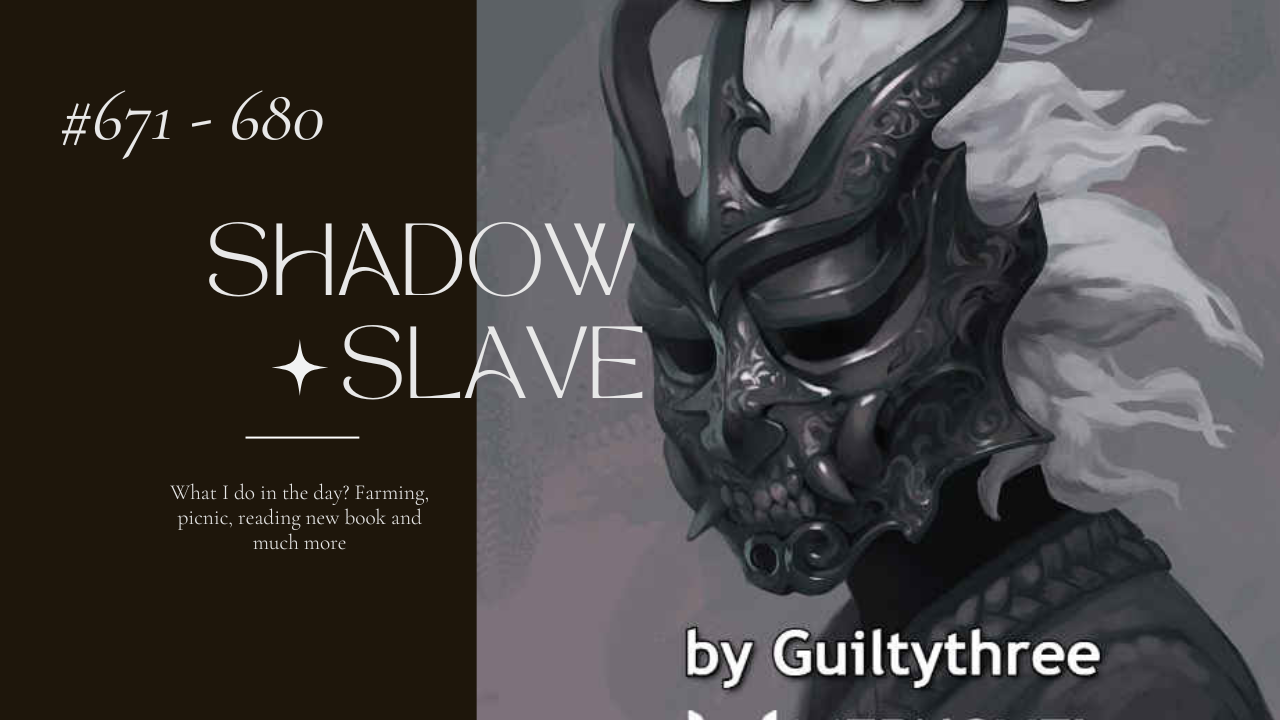 #671 - 680
SHADOW
SLAVE
What I do in the day? Farming,
picnic, reading new book and
much more
by Guiltythree